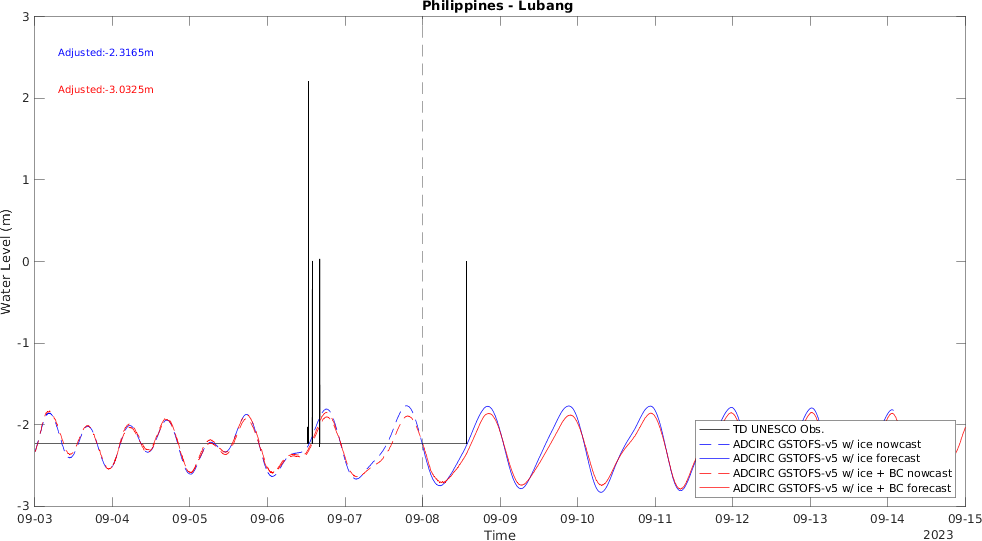 Philippines - Lubang
3
Adjusted:-2.3165m
Adjusted:-3.0325m
2
1
0
-1
-2
-3
Water Level (m)
TD UNESCO Obs.
ADCIRC GSTOFS-v5 w/ ice nowcast
ADCIRC GSTOFS-v5 w/ ice forecast
ADCIRC GSTOFS-v5 w/ ice + BC nowcast
ADCIRC GSTOFS-v5 w/ ice + BC forecast
09-03 09-04 09-05 09-06 09-07 09-08 09-09 09-10 09-11 09-12 09-13 09-14 09-15
Time
2023